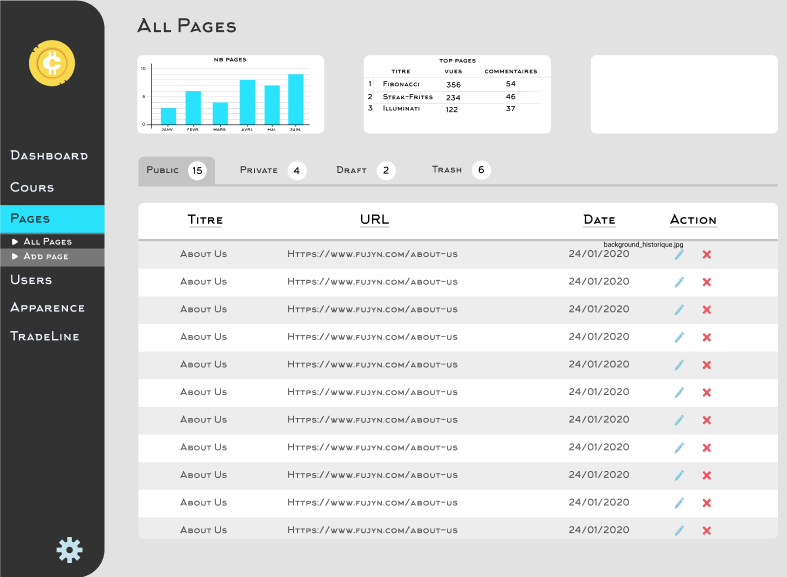 All Pages
Nb Pages
10
5
0
Janv. Fevr. Mars. Avril Mai. Juin.
Top Pages
Titre Vues Commentaires
1 Fibonacci 356 54
2 Steak-Frites 234 46
3 Illuminati 122 37
Dashboard
Cours
Pages
All Pages
Add page
Users
Apparence
TradeLine
Public 15 Private 4 Draft 2 Trash 6
Titre URL Date Action
background_historique.jpg
About Us Https://www.fujyn.com/about-us 24/01/2020
About Us Https://www.fujyn.com/about-us 24/01/2020
About Us Https://www.fujyn.com/about-us 24/01/2020
About Us Https://www.fujyn.com/about-us 24/01/2020
About Us Https://www.fujyn.com/about-us 24/01/2020
About Us Https://www.fujyn.com/about-us 24/01/2020
About Us Https://www.fujyn.com/about-us 24/01/2020
About Us Https://www.fujyn.com/about-us 24/01/2020
About Us Https://www.fujyn.com/about-us 24/01/2020
About Us Https://www.fujyn.com/about-us 24/01/2020
About Us Https://www.fujyn.com/about-us 24/01/2020